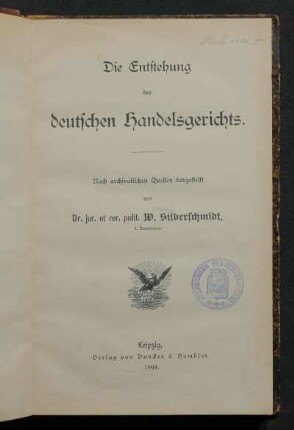 Die Entstehung
des
deutschen Handelsgerichts.
Nach archivalischen Quellen dargestellt
von
Dr. jur. et rer. polit. W. Silberschmidt,
Leipzig,
Verlag von Duncker & Humblot
1894.